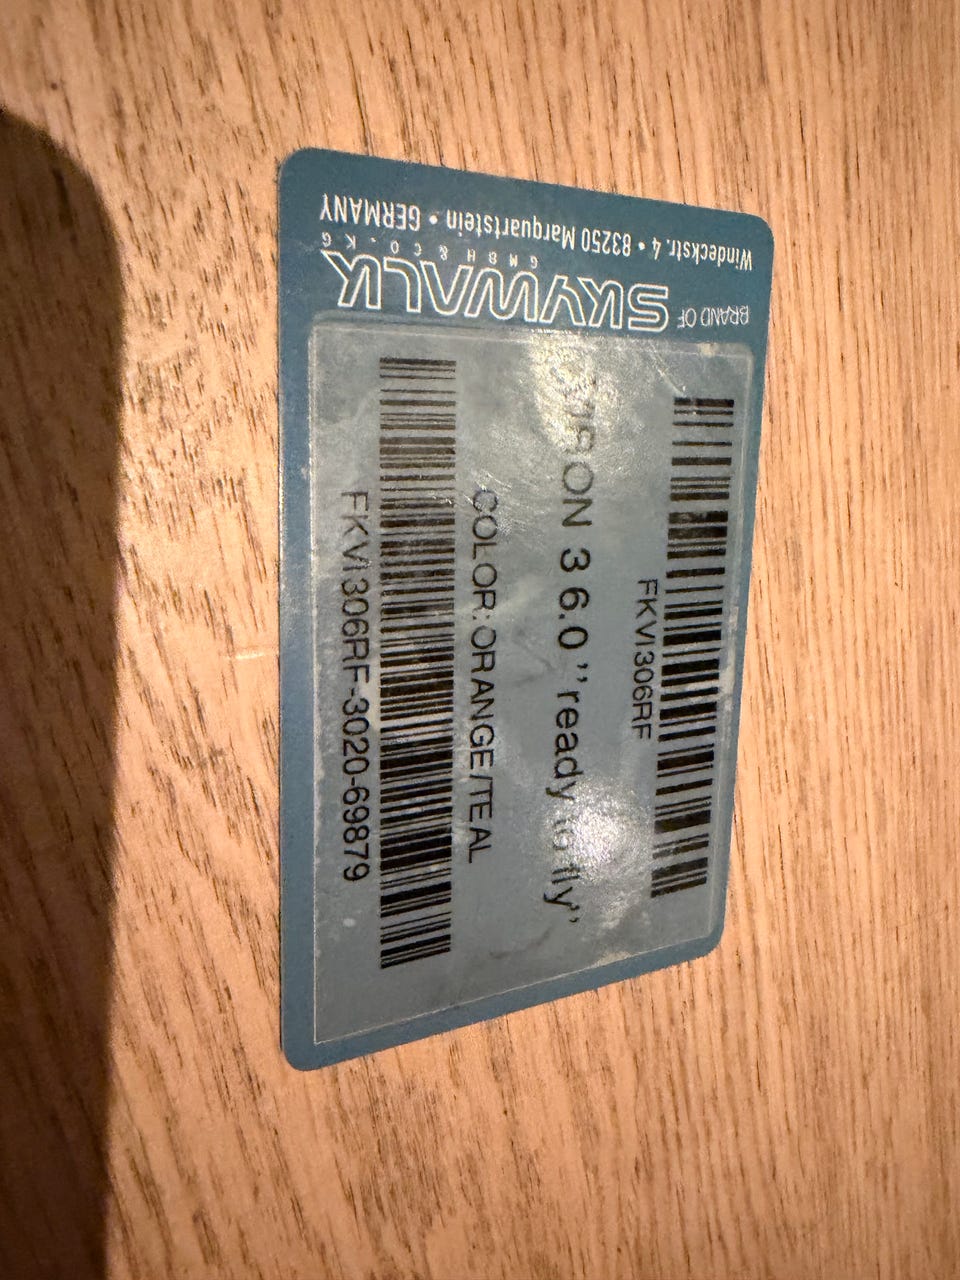 BRAND OF SKYWALK
GMBH & CO. KG
Windeckstr. 4 • 83250 Marquartstein • GERMANY
FKVI306RF
3 6.0 "ready to fly"
COLOR: ORANGE/TEAL
FKVI306RF-3020-69879